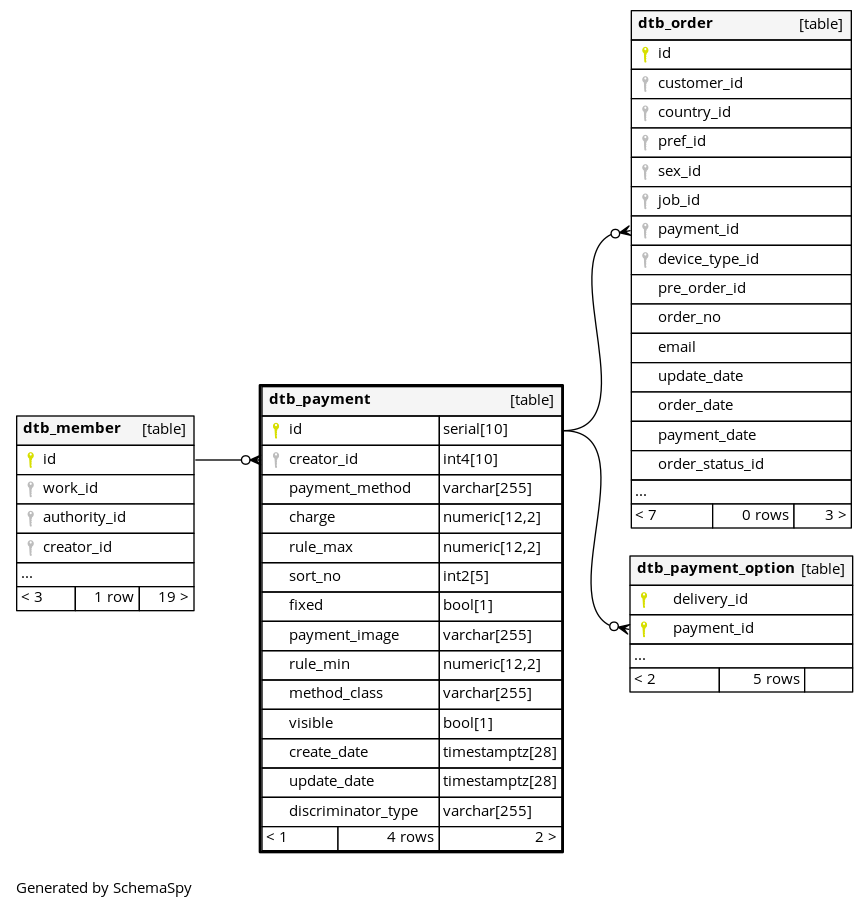 dtb_order [table]
id
customer_id
country_id
pref_id
sex_id
job_id
payment_id
device_type_id
pre_order_id
order_no
email
update_date
order_date
payment_date
order_status_id
...
< 7 0 rows 3 >
dtb_member [table]
id
work_id
authority_id
creator_id
...
< 3 1 row 19 >
dtb_payment [table]
id serial[10]
creator_id int4[10]
payment_method varchar[255]
charge numeric[12,2]
rule_max numeric[12,2]
sort_no int2[5]
fixed bool[1]
payment_image varchar[255]
rule_min numeric[12,2]
method_class varchar[255]
visible bool[1]
create_date timestamptz[28]
update_date timestamptz[28]
discriminator_type varchar[255]
< 1 4 rows 2 >
dtb_payment_option [table]
delivery_id
payment_id
...
< 2 5 rows
Generated by SchemaSpy